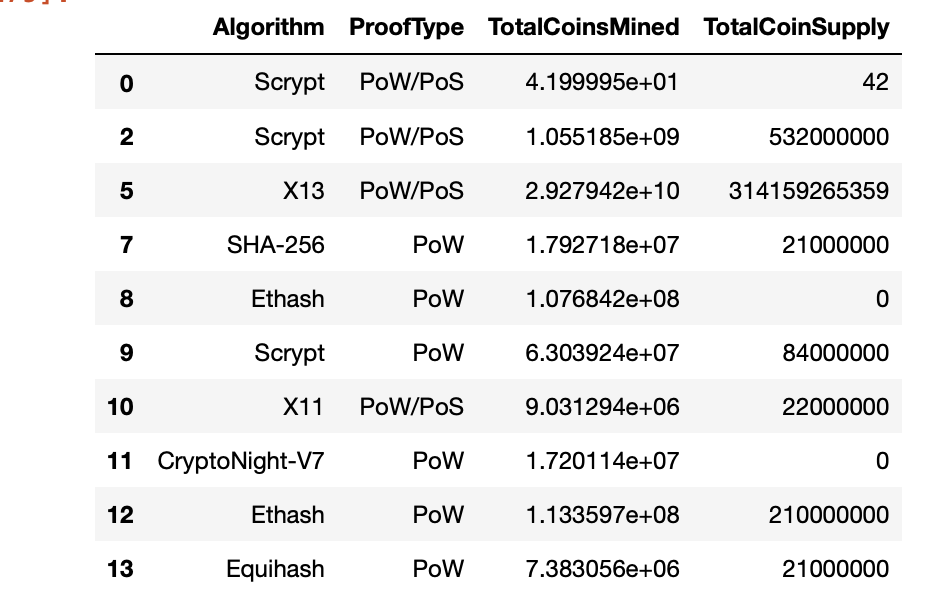 Algorithm ProofType TotalCoinsMined TotalCoinSupply
0 Scrypt PoW/PoS 4.199995e+01 42
2 Scrypt PoW/PoS 1.055185e+09 532000000
5 X13 PoW/PoS 2.927942e+10 314159265359
7 SHA-256 PoW 1.792718e+07 21000000
8 Ethash PoW 1.076842e+08 0
9 Scrypt PoW 6.303924e+07 84000000
10 X11 PoW/PoS 9.031294e+06 22000000
11 CryptoNight-V7 PoW 1.720114e+07 0
12 Ethash PoW 1.133597e+08 210000000
13 Equihash PoW 7.383056e+06 21000000